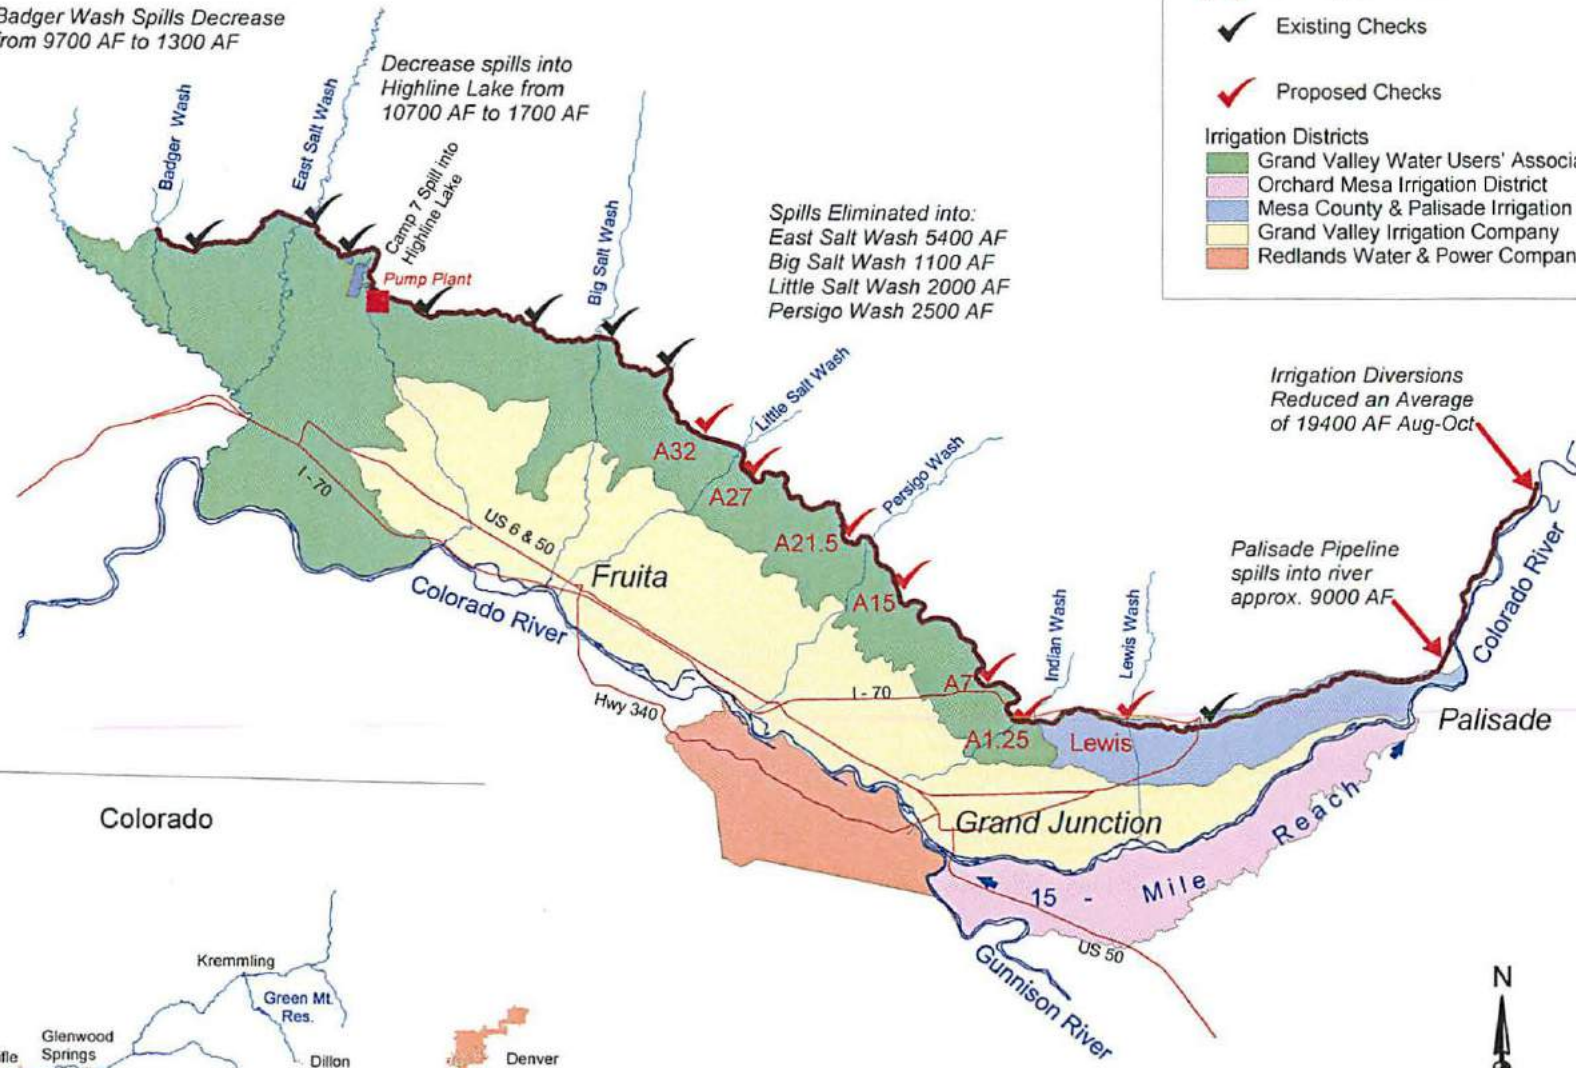 Badger Wash Spills Decrease
from 9700 AF to 1300 AF
Decrease spills into
Highline Lake from
10700 AF to 1700 AF
Badger Wash
East Salt Wash
Camp 7 Spill into
Highline Lake
Pump Plant
Big Salt Wash
Spills Eliminated into:
East Salt Wash 5400 AF
Big Salt Wash 1100 AF
Little Salt Wash 2000 AF
Persigo Wash 2500 AF
Existing Checks
Proposed Checks
Irrigation Districts
Grand Valley Water Users' Associa
Orchard Mesa Irrigation District
Mesa County & Palisade Irrigation
Grand Valley Irrigation Company
Redlands Water & Power Compan
Little Salt Wash
Persigo Wash
Irrigation Diversions
Reduced an Average
of 19400 AF Aug-Oct
A32
A27
A21.5
A15
A7
A1.25
Lewis
I - 70
US 6 & 50
Fruita
Colorado River
Indian Wash
Lewis Wash
Palisade Pipeline
spills into river
approx. 9000 AF
Colorado River
I - 70
Hwy 340
Palisade
Grand Junction
15 - Mile Reach
US 50
Gunnison River
N
Colorado
Kremmling
Green Mt.
Res.
Glenwood
Springs
fle
Dillon
Denver